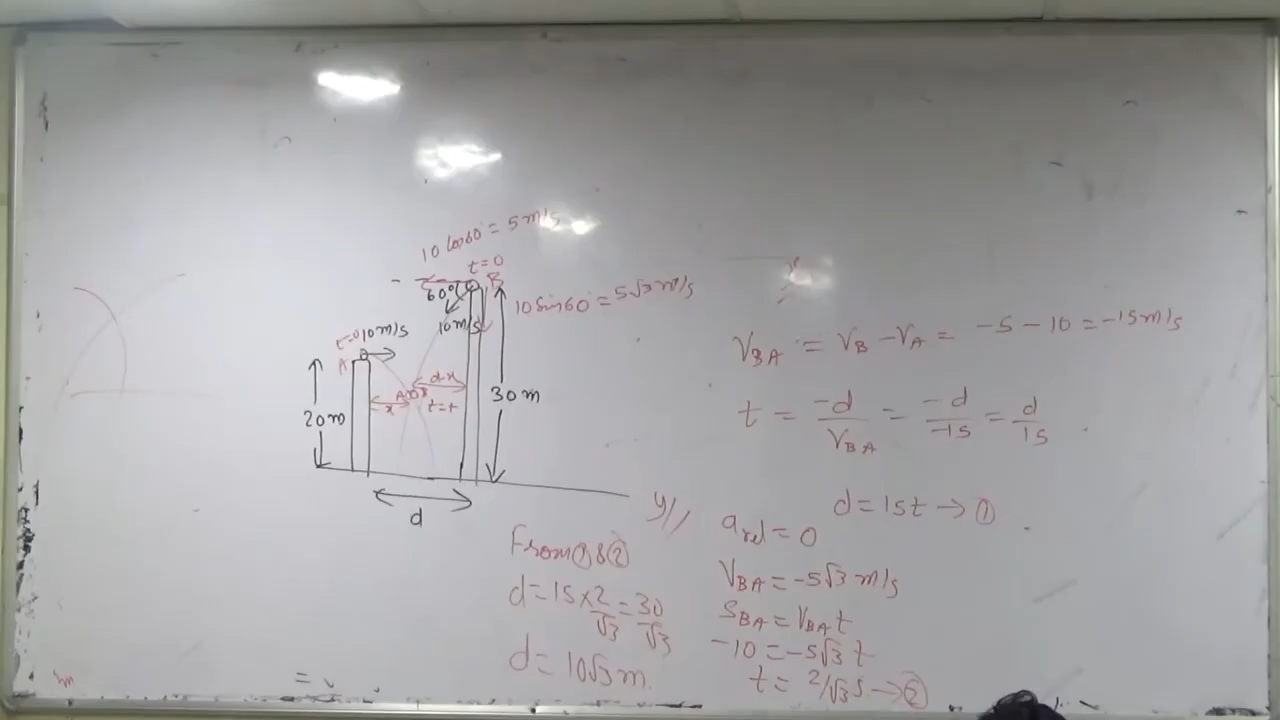 10 cos60 = 5 m/s
t=0
B
60°
10 sin60 = 5√3 m/s
10m/s
t=0
10m/s
A
d-x
x
t=t
20m
30m
d
V_BA = V_B - V_A = -5 - 10 = -15m/s
t = -d/V_BA = -d/-15 = d/15
d = 15t → ①
y//
a_rel = 0
V_BA = -5√3 m/s
S_BA = V_BA t
-10 = -5√3 t
t = 2/√3 s → ②
From ① & ②
d = 15 × 2/√3 = 30/√3
d = 10√3 m.